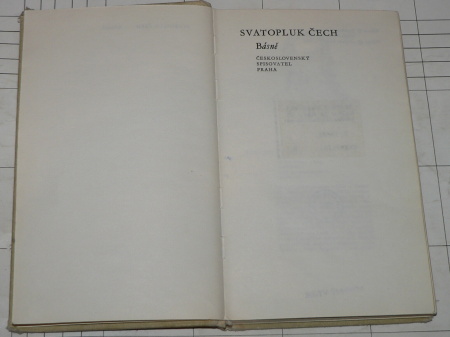 SVATOPLUK ČECH
Básně
ČESKOSLOVENSKÝ
SPISOVATEL
PRAHA